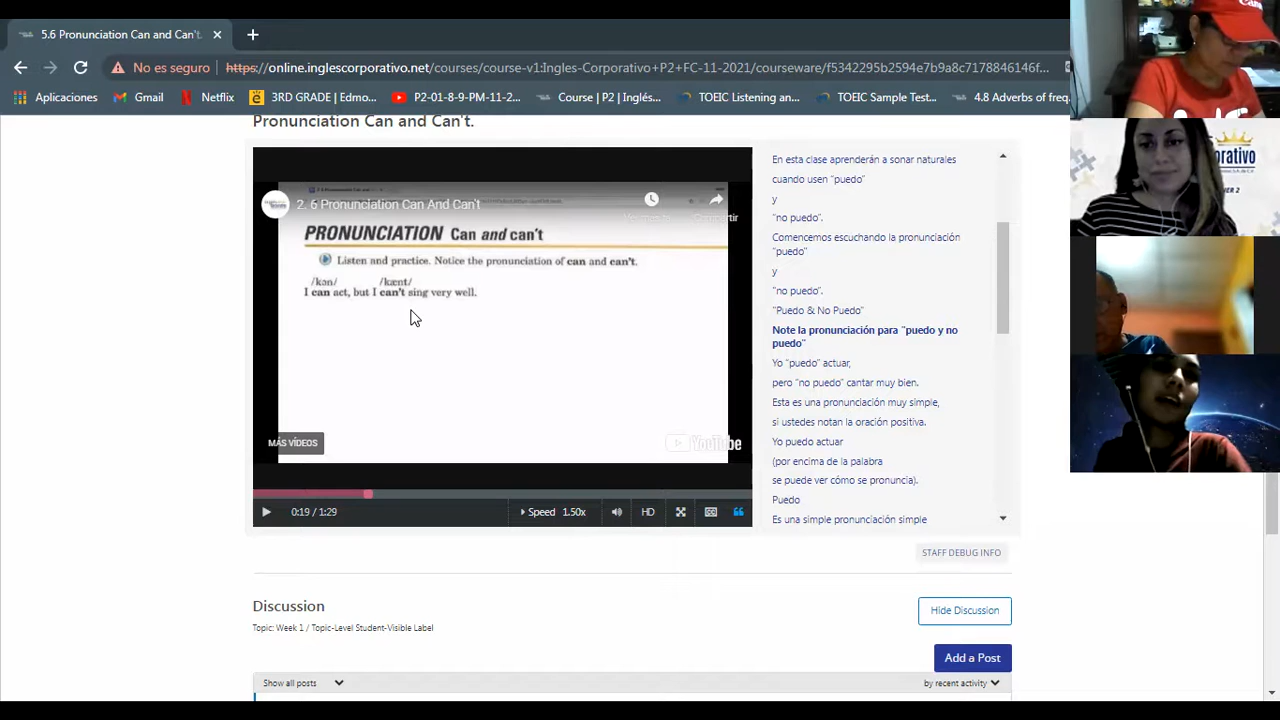 5.6 Pronunciation Can and Can't.
No es seguro
https://online.inglescorporativo.net/courses/course-v1:Ingles-Corporativo+P2+FC-11-2021/courseware/f5342295b2594e7b9a8c7178846146f...
Aplicaciones
Gmail
Netflix
3RD GRADE | Edmo...
P2-01-8-9-PM-11-2...
Course | P2 | Inglés...
TOEIC Listening an...
TOEIC Sample Test...
4.8 Adverbs of freq
Pronunciation Can and Can't.
2. 6 Pronunciation Can And Can't
Compartir
PRONUNCIATION Can and can't
Listen and practice. Notice the pronunciation of can and can't.
/kən/ /kænt/
I can act, but I can't sing very well.
MÁS VÍDEOS
YouTube
0:19 / 1:29
Speed 1.50x
HD
En esta clase aprenderán a sonar naturales
cuando usen "puedo"
y
"no puedo".
Comencemos escuchando la pronunciación
"puedo"
y
"no puedo".
"Puedo & No Puedo"
Note la pronunciación para "puedo y no
puedo"
Yo "puedo" actuar,
pero "no puedo" cantar muy bien.
Esta es una pronunciación muy simple,
si ustedes notan la oración positiva.
Yo puedo actuar
(por encima de la palabra
se puede ver cómo se pronuncia).
Puedo
Es una simple pronunciación simple
STAFF DEBUG INFO
Discussion
Hide Discussion
Topic: Week 1 / Topic-Level Student-Visible Label
Add a Post
Show all posts
by recent activity